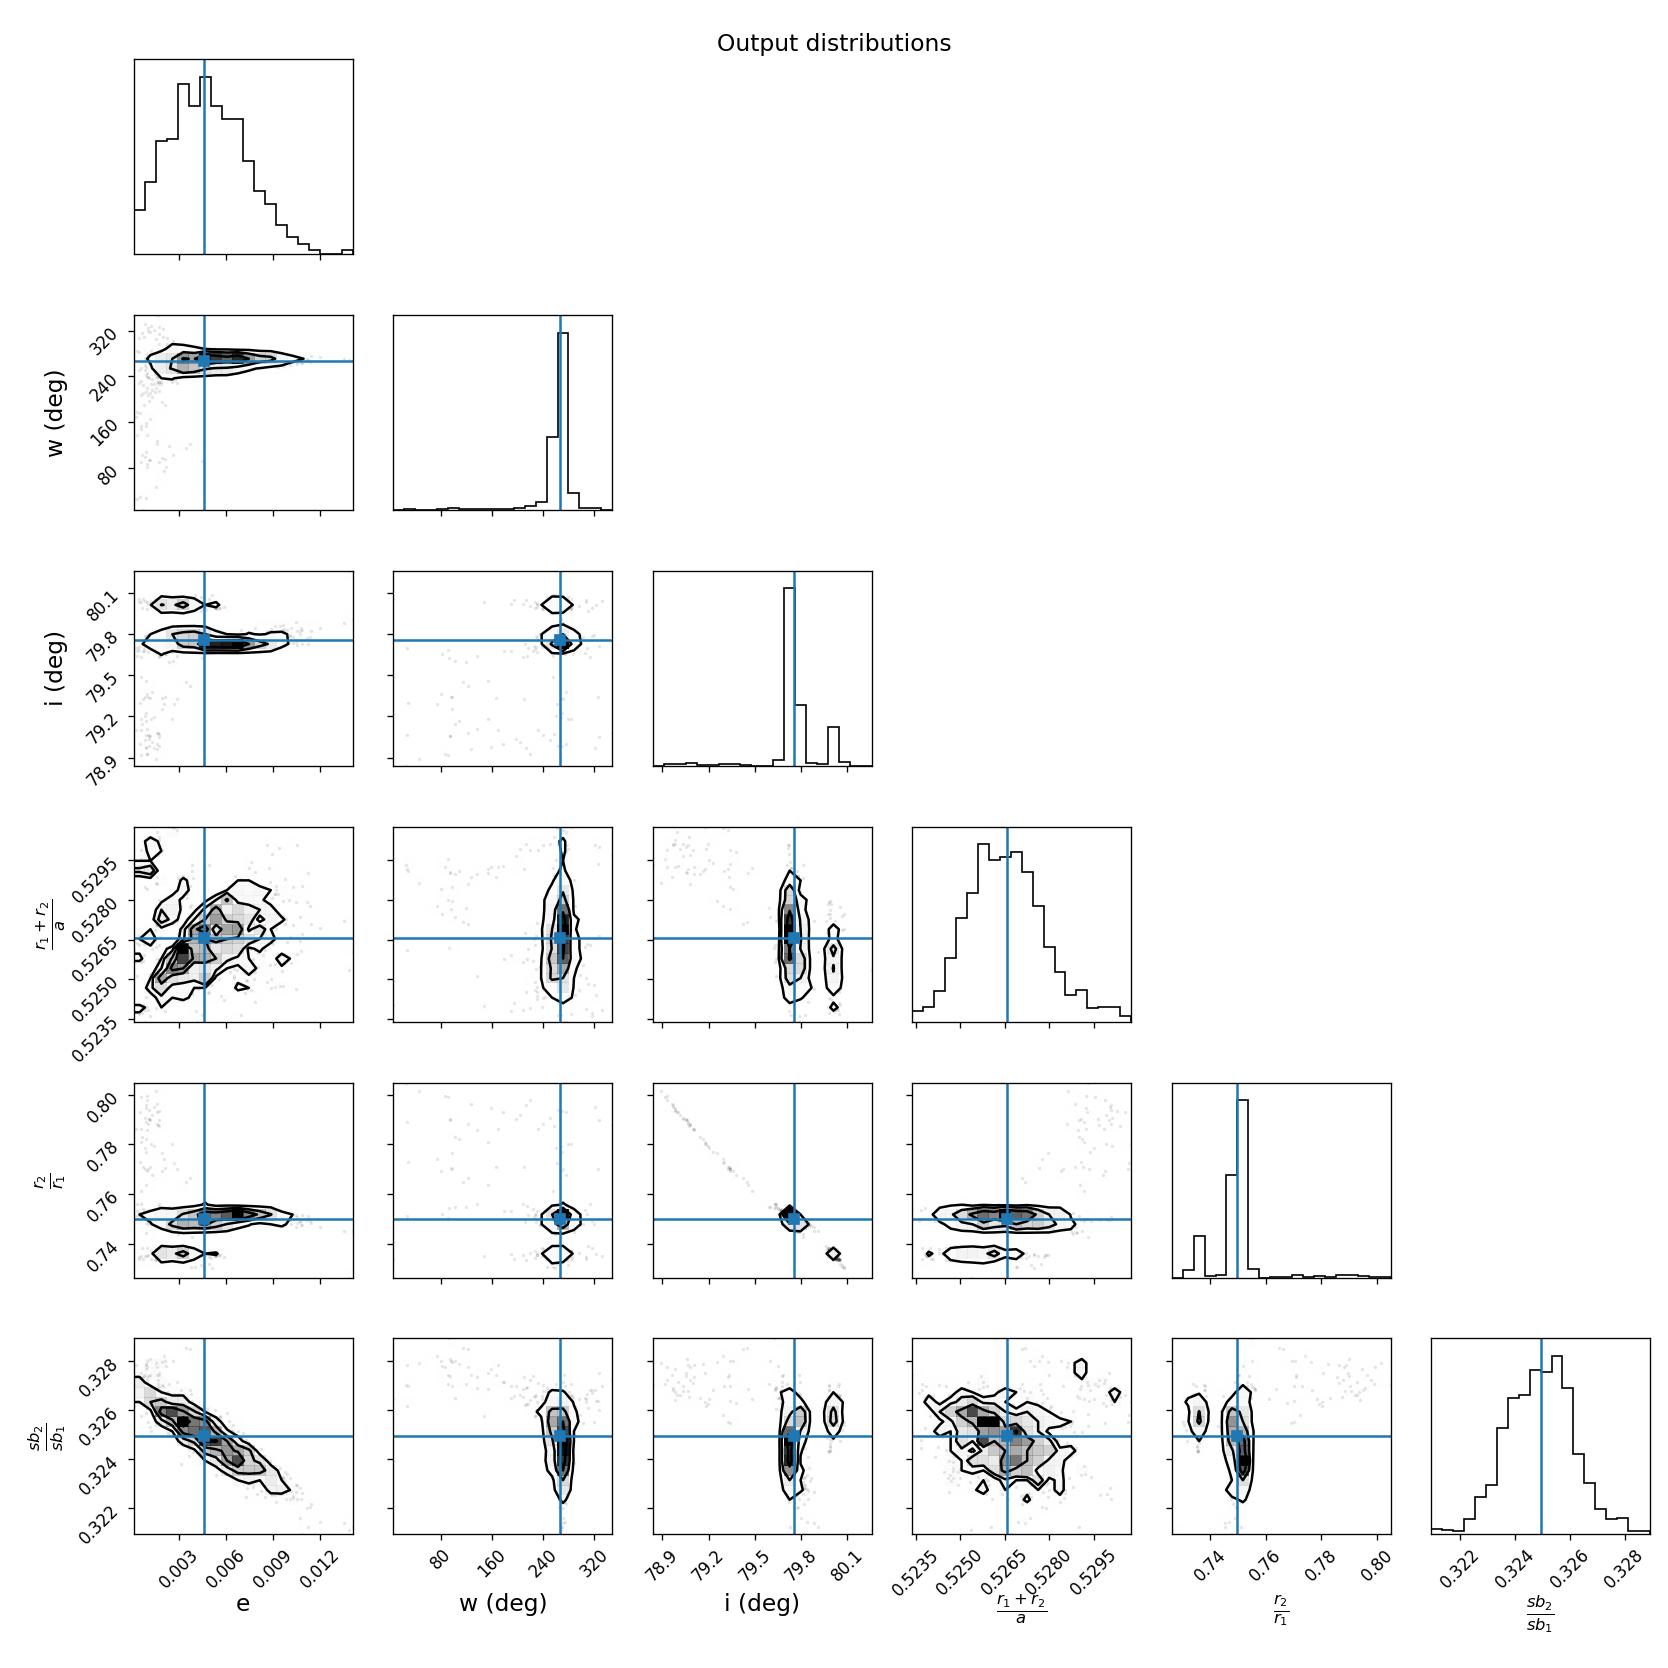 Output distributions
320
240
160
80
w (deg)
80.1
79.8
79.5
79.2
78.9
i (deg)
0.5295
0.5280
0.5265
0.5250
0.5235
r₁ + r₂
a
0.80
0.78
0.76
0.74
r₂
r₁
0.328
0.326
0.324
0.322
sb₂
sb₁
0.003 0.006 0.009 0.012
e
80 160 240 320
w (deg)
78.9 79.2 79.5 79.8 80.1
i (deg)
0.5235 0.5250 0.5265 0.5280 0.5295
r₁ + r₂
a
0.74 0.76 0.78 0.80
r₂
r₁
0.322 0.324 0.326 0.328
sb₂
sb₁